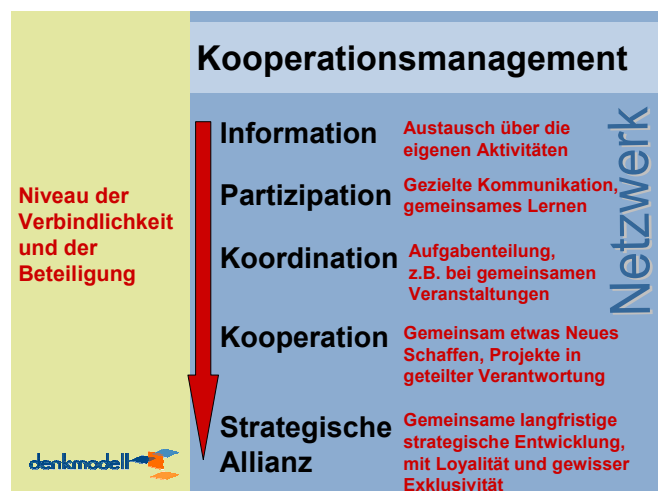 Kooperationsmanagement
Niveau der
Verbindlichkeit
und der
Beteiligung
Information
Austausch über die
eigenen Aktivitäten
Partizipation
Gezielte Kommunikation,
gemeinsames Lernen
Koordination
Aufgabenteilung,
z.B. bei gemeinsamen
Veranstaltungen
Kooperation
Gemeinsam etwas Neues
Schaffen, Projekte in
geteilter Verantwortung
Strategische
Allianz
Gemeinsame langfristige
strategische Entwicklung,
mit Loyalität und gewisser
Exklusivität
Netzwerk
denkmodell